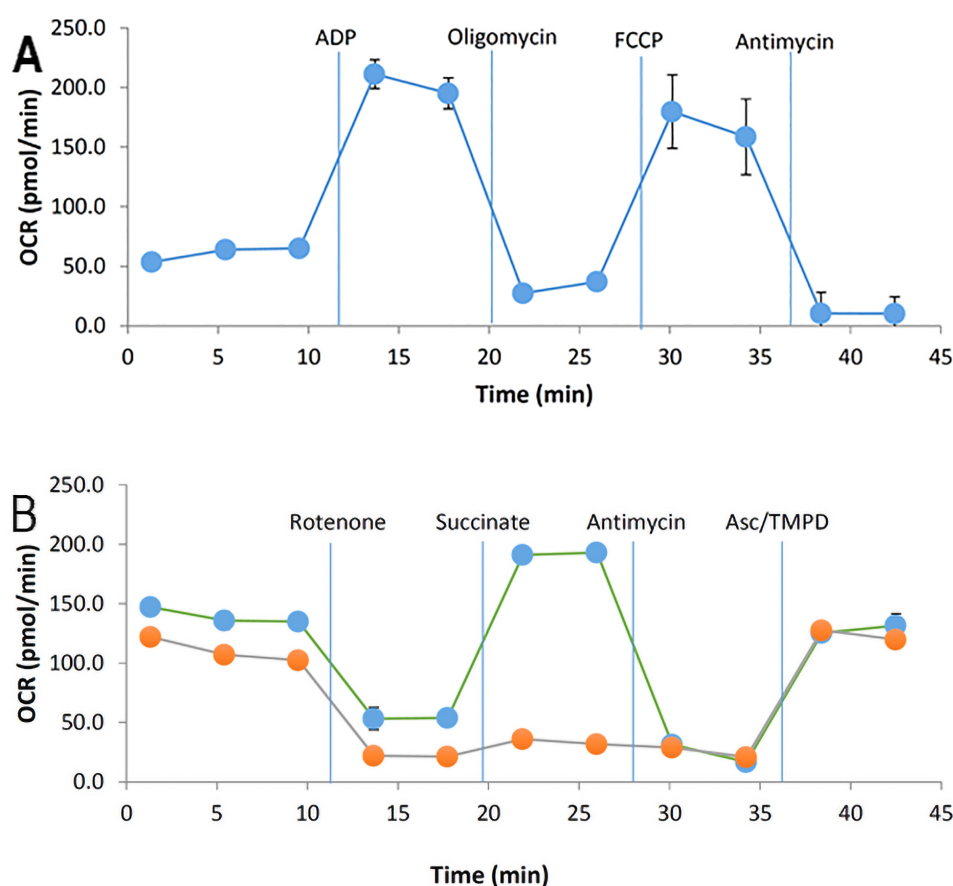 A
250.0
200.0
150.0
100.0
50.0
0.0
OCR (pmol/min)
ADP
Oligomycin
FCCP
Antimycin
0 5 10 15 20 25 30 35 40 45
Time (min)
B
250.0
200.0
150.0
100.0
50.0
0.0
OCR (pmol/min)
Rotenone
Succinate
Antimycin
Asc/TMPD
0 5 10 15 20 25 30 35 40 45
Time (min)